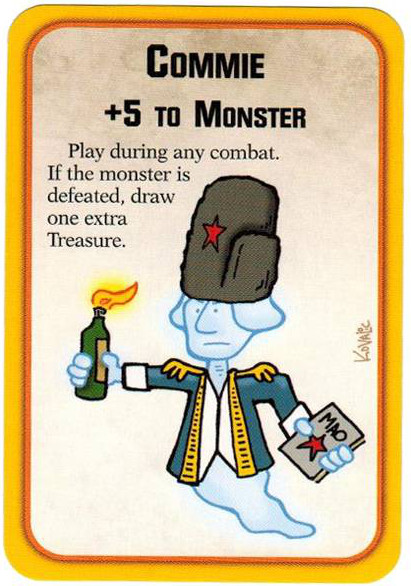 COMMIE
+5 TO MONSTER
Play during any combat.
If the monster is
defeated, draw
one extra
Treasure.
KOVALIC
MAO